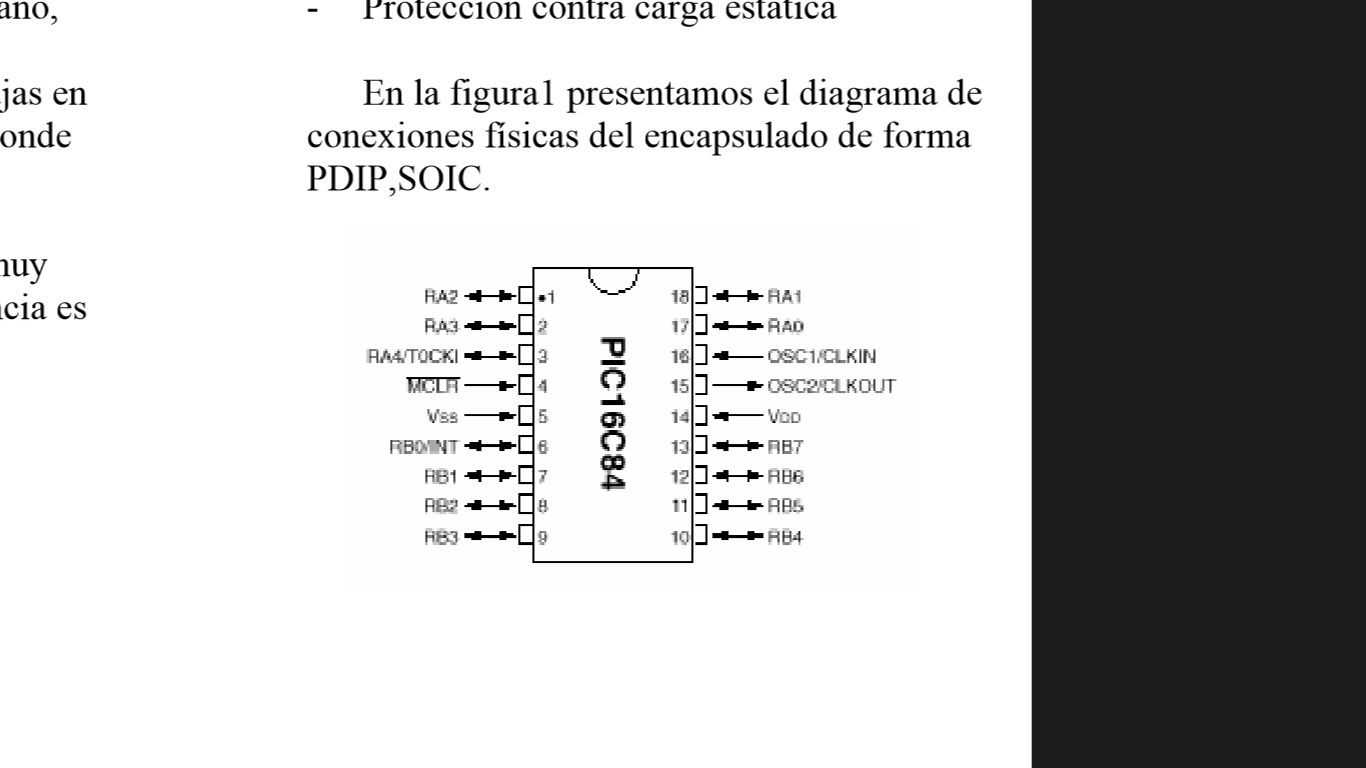 ano,
jas en
onde
nuy
ncia es
- Protección contra carga estática
En la figura1 presentamos el diagrama de
conexiones físicas del encapsulado de forma
PDIP,SOIC.
RA2 •1 18 RA1
RA3 2 17 RA0
RA4/T0CKI 3 16 OSC1/CLKIN
MCLR 4 15 OSC2/CLKOUT
Vss 5 14 VDD
RB0/INT 6 13 RB7
RB1 7 12 RB6
RB2 8 11 RB5
RB3 9 10 RB4
PIC16C84